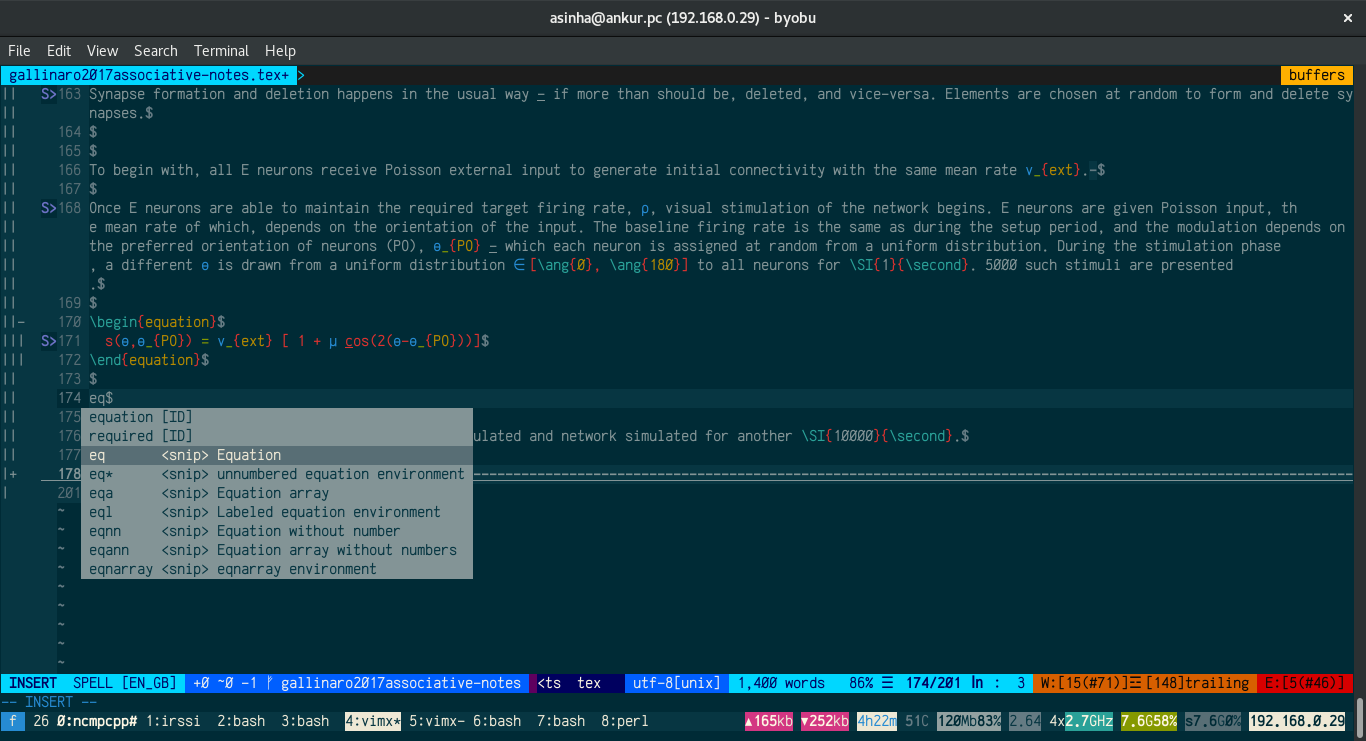 asinha@ankur.pc (192.168.0.29) - byobu
×
File Edit View Search Terminal Help
gallinaro2017associative-notes.tex+ > buffers
|| S>163 Synapse formation and deletion happens in the usual way – if more than should be, deleted, and vice-versa. Elements are chosen at random to form and delete sy
|| napses.$
|| 164 $
|| 165 $
|| 166 To begin with, all E neurons receive Poisson external input to generate initial connectivity with the same mean rate ν_{ext}.-$
|| 167 $
|| S>168 Once E neurons are able to maintain the required target firing rate, ρ, visual stimulation of the network begins. E neurons are given Poisson input, th
|| e mean rate of which, depends on the orientation of the input. The baseline firing rate is the same as during the setup period, and the modulation depends on
|| the preferred orientation of neurons (PO), θ_{PO} – which each neuron is assigned at random from a uniform distribution. During the stimulation phase
|| , a different θ is drawn from a uniform distribution ∈ [\ang{0}, \ang{180}] to all neurons for \SI{1}{\second}. 5000 such stimuli are presented
|| .$
|| 169 $
||- 170 \begin{equation}$
||| S>171 s(θ,θ_{PO}) = ν_{ext} [ 1 + μ cos(2(θ-θ_{PO}))]$
||| 172 \end{equation}$
|| 173 $
|| 174 eq$
|| 175 equation [ID]
|| 176 required [ID] ulated and network simulated for another \SI{10000}{\second}.$
|| 177 eq <snip> Equation
|+ 178 eq* <snip> unnumbered equation environment
| 201 eqa <snip> Equation array
~ eql <snip> Labeled equation environment
~ eqnn <snip> Equation without number
~ eqann <snip> Equation array without numbers
~ eqnarray <snip> eqnarray environment
~
~
~
~
~
INSERT SPELL [EN_GB] +0 ~0 -1 ᚠ gallinaro2017associative-notes <ts tex utf-8[unix] 1,400 words 86% ☰ 174/201 ln : 3 W:[15(#71)]☲[148]trailing E:[5(#46)]
-- INSERT --
f 26 0:ncmpcpp# 1:irssi 2:bash 3:bash 4:vimx* 5:vimx- 6:bash 7:bash 8:perl ▲165kb ▼252kb 4h22m 51C 120Mb83% 2.64 4x2.7GHz 7.6G58% s7.6G0% 192.168.0.29